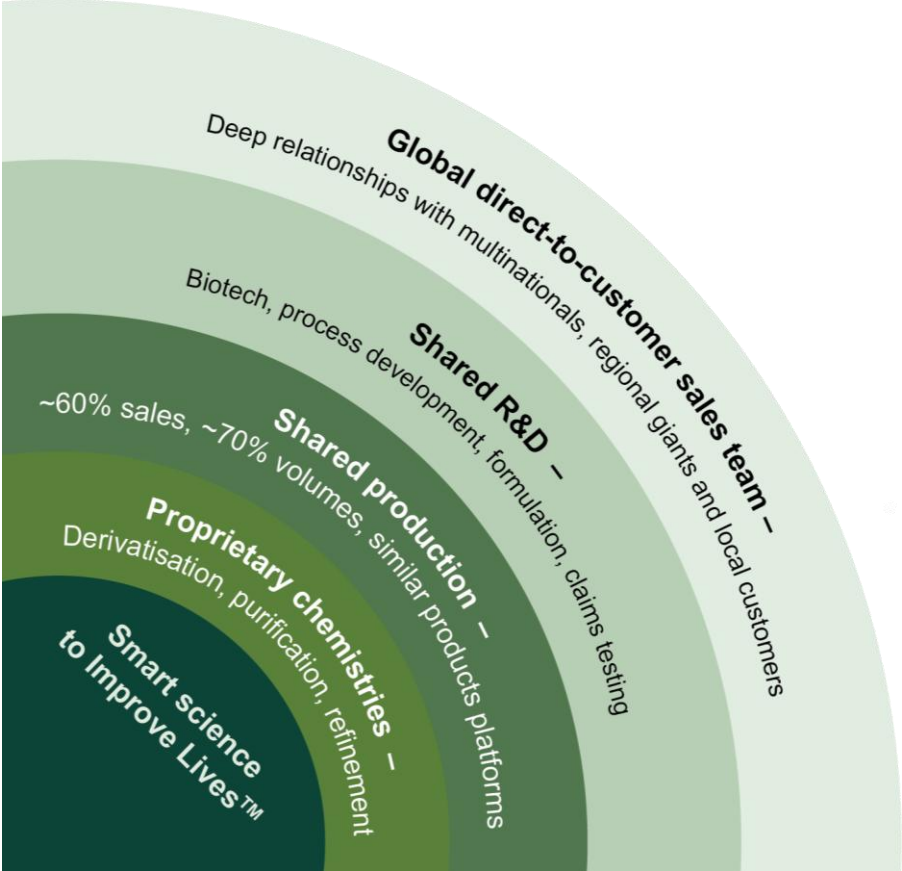 Global direct-to-customer sales team –
Deep relationships with multinationals, regional giants and local customers
Shared R&D –
Biotech, process development, formulation, claims testing
Shared production –
~60% sales, ~70% volumes, similar products platforms
Proprietary chemistries –
Derivatisation, purification, refinement
Smart science
to Improve Lives™